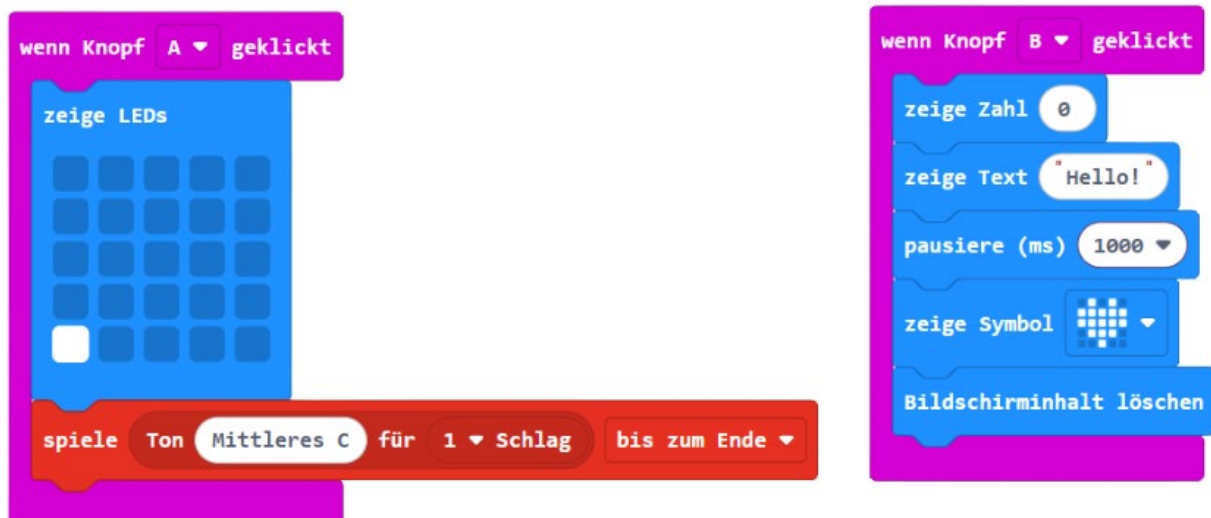 wenn Knopf A geklickt
zeige LEDs
spiele Ton Mittleres C für 1 Schlag bis zum Ende
wenn Knopf B geklickt
zeige Zahl 0
zeige Text "Hello!"
pausiere (ms) 1000
zeige Symbol
Bildschirminhalt löschen